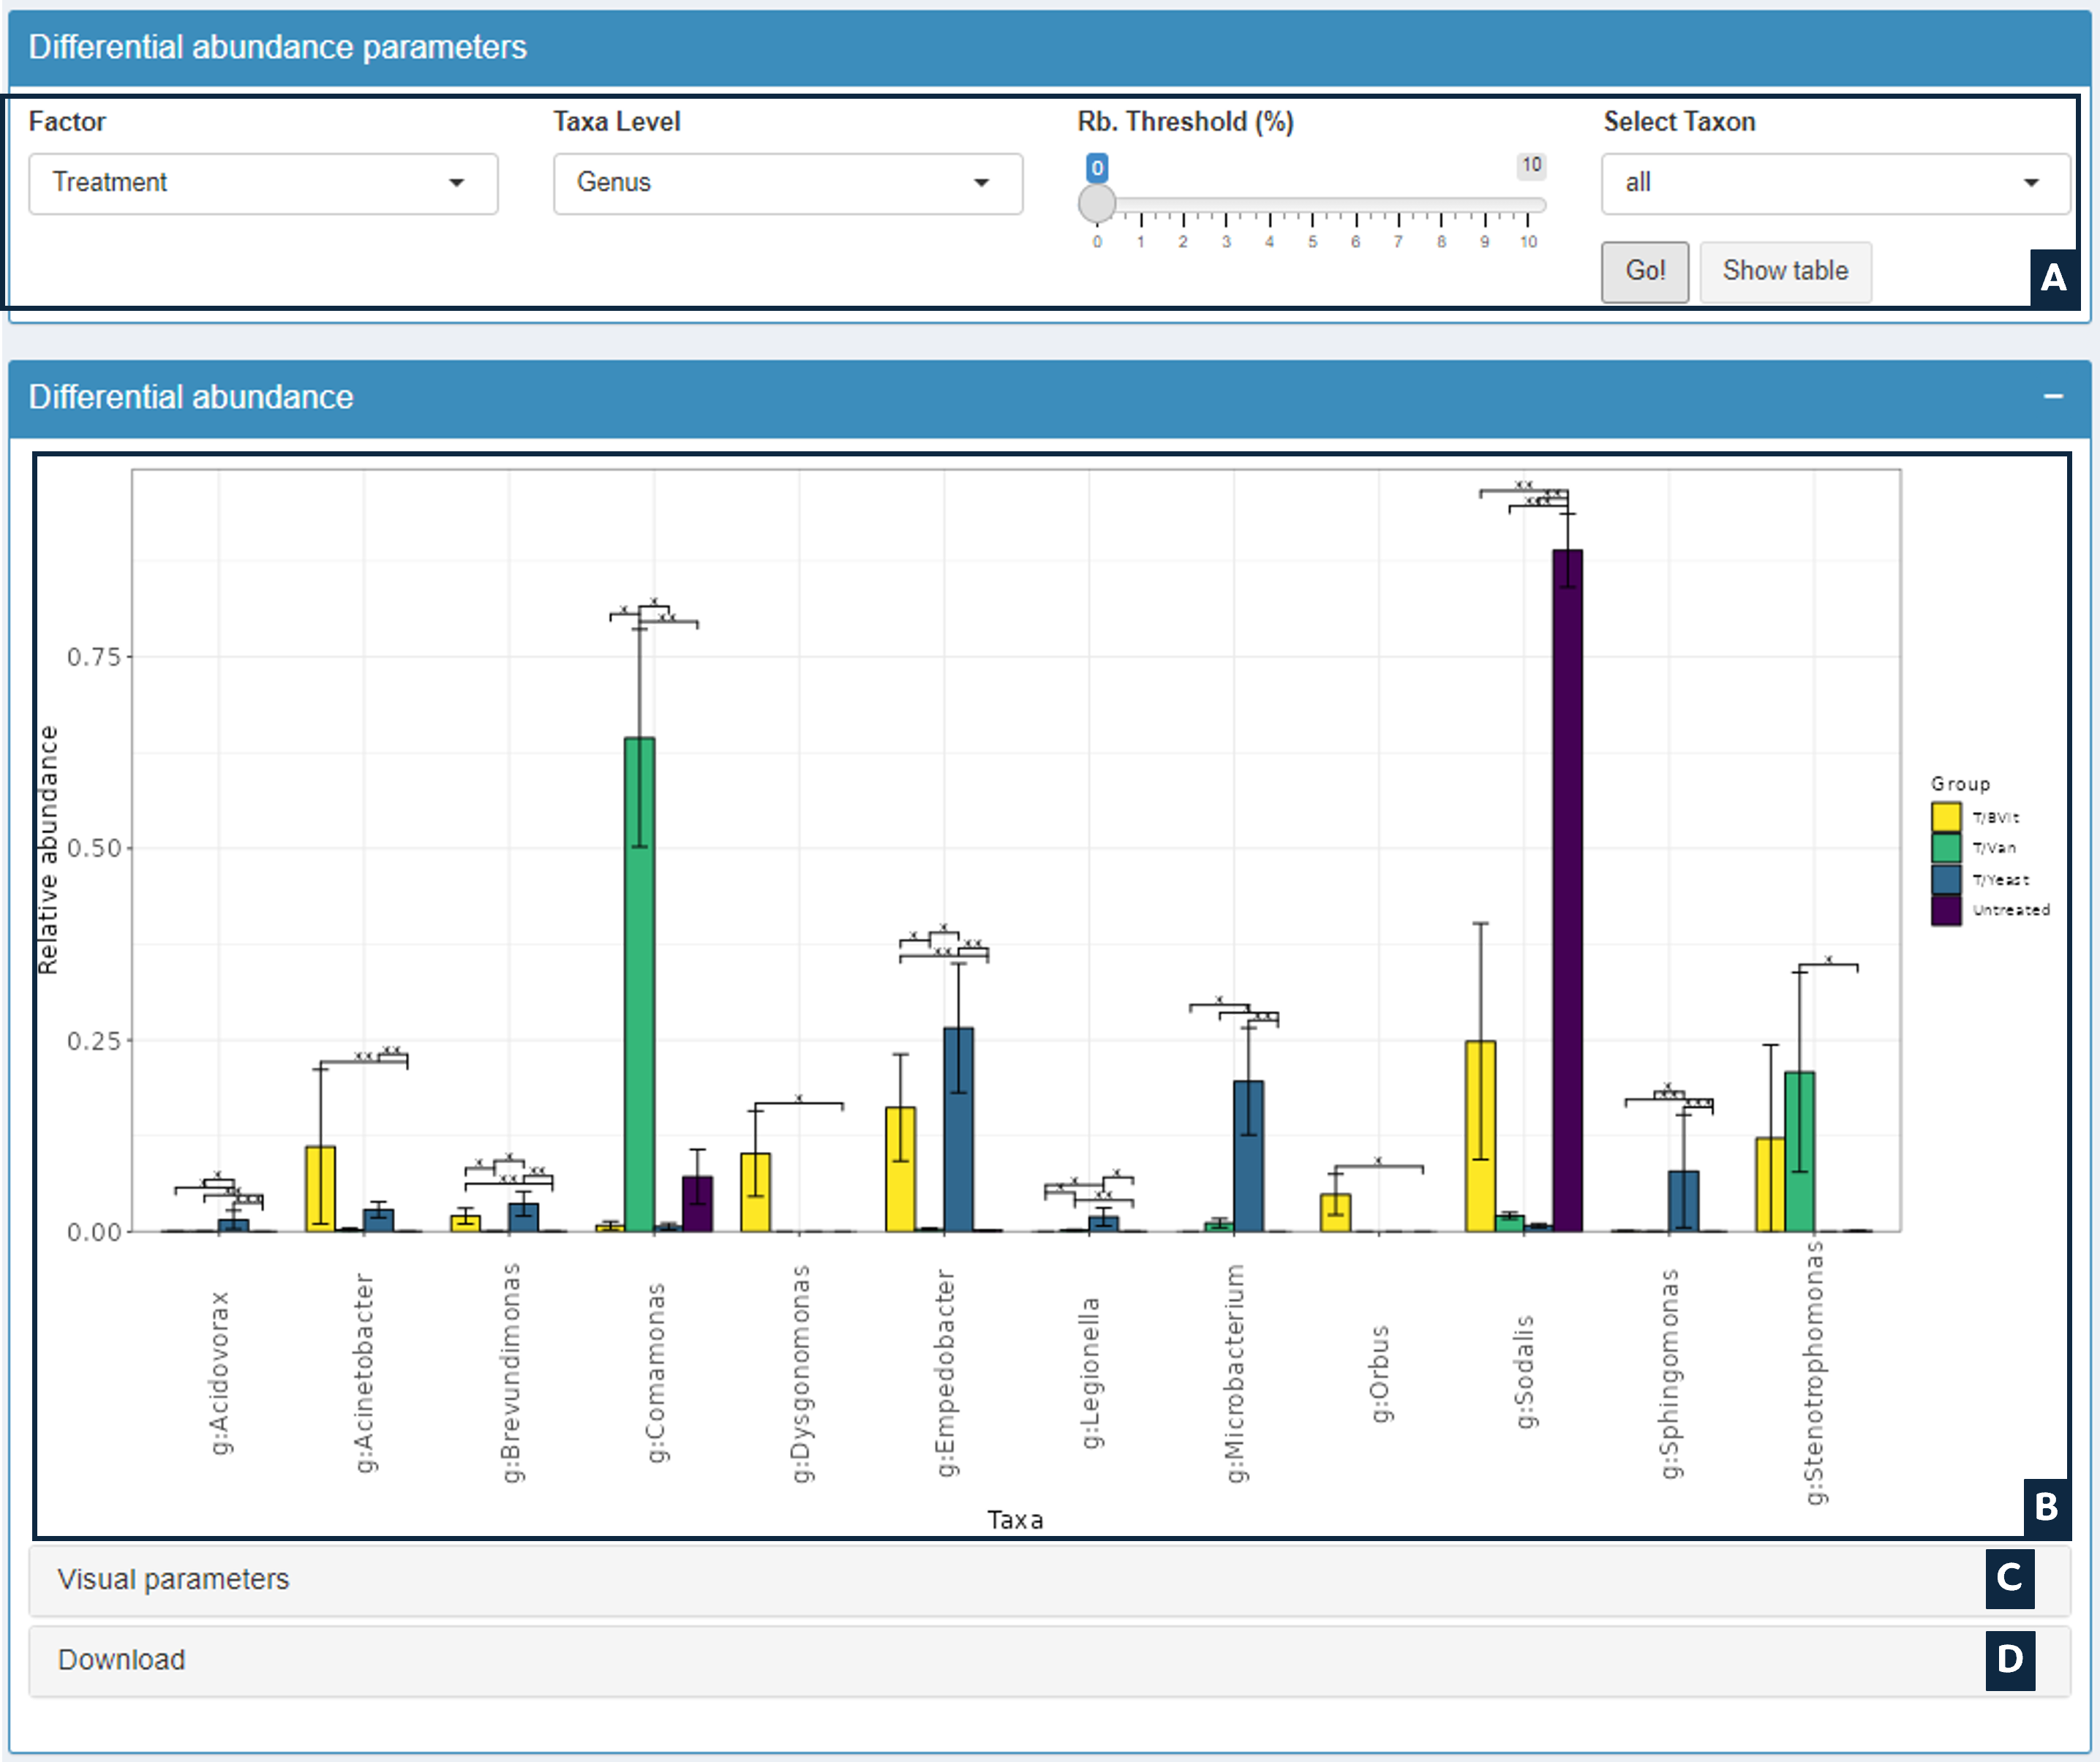 Differential abundance parameters
Factor
Taxa Level
Rb. Threshold (%)
Select Taxon
Treatment
Genus
0
10
all
0 1 2 3 4 5 6 7 8 9 10
Go!
Show table
A
Differential abundance
Relative abundance
0.75
0.50
0.25
0.00
Group
T/BVit
T/Van
T/Yeast
Untreated
g:Acidovorax
g:Acinetobacter
g:Brevundimonas
g:Comamonas
g:Dysgonomonas
g:Empedobacter
g:Legionella
g:Microbacterium
g:Orbus
g:Sodalis
g:Sphingomonas
g:Stenotrophomonas
Taxa
B
Visual parameters
C
Download
D